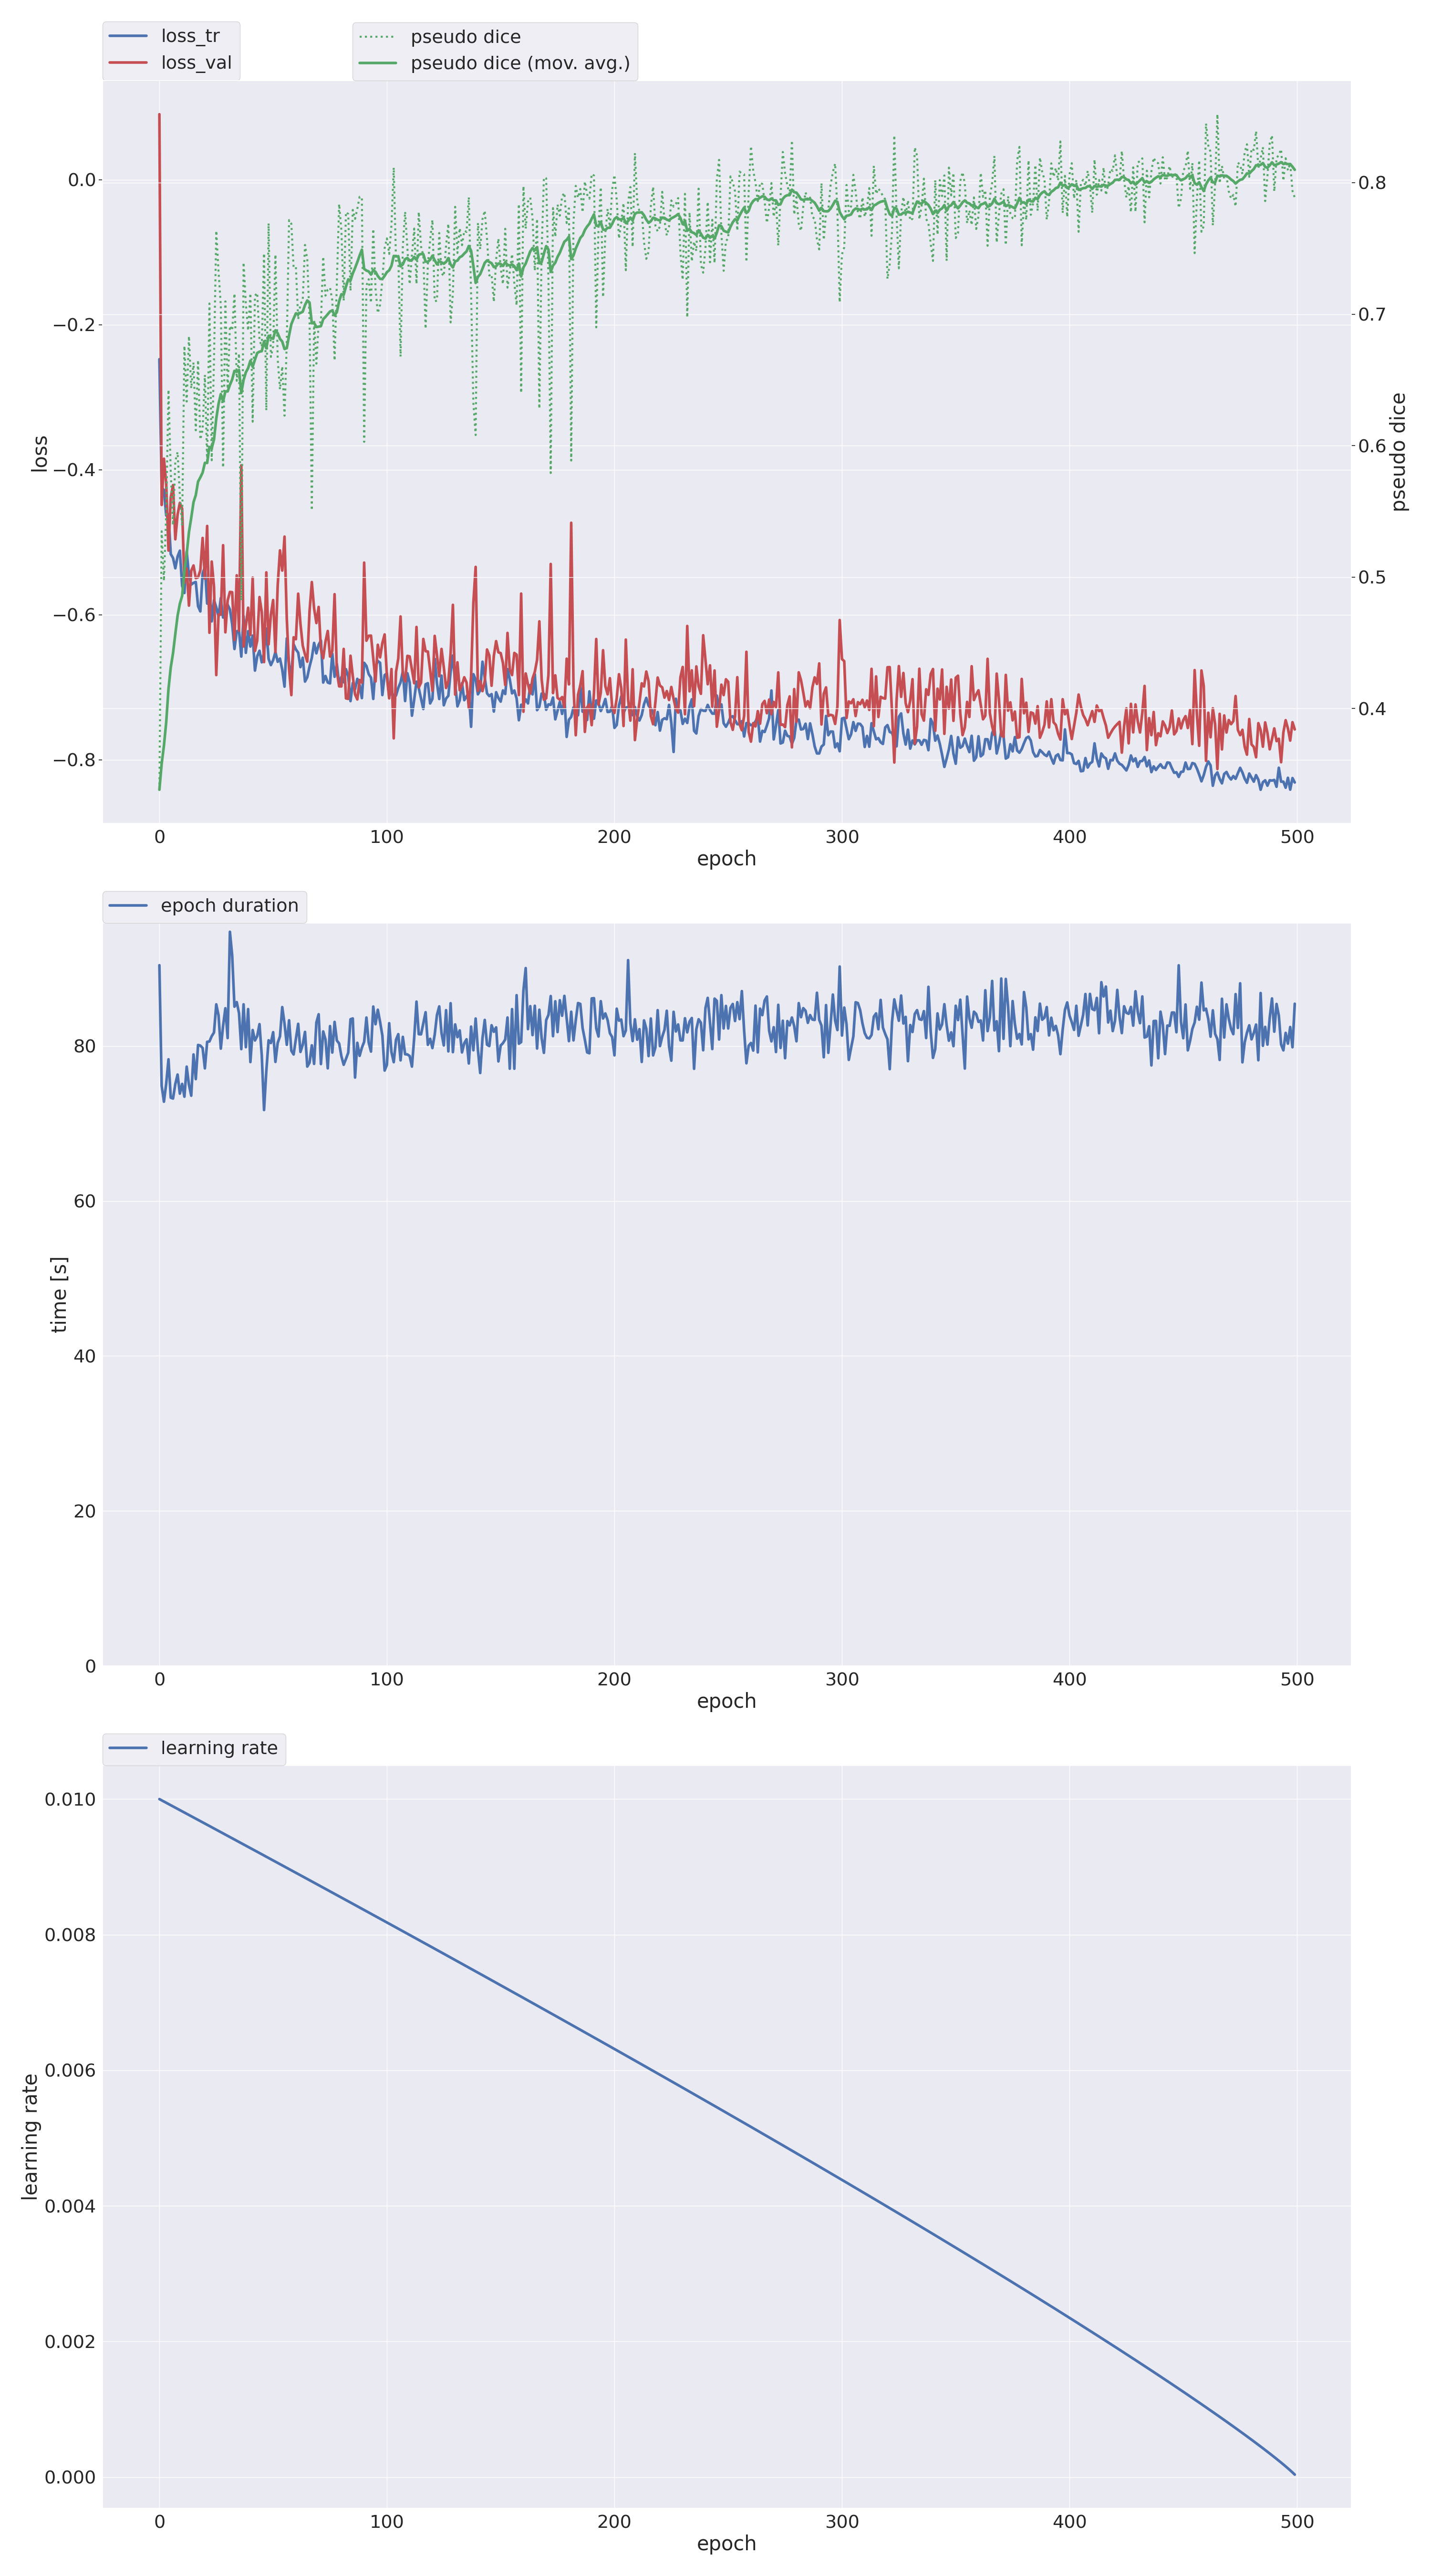 loss_tr
loss_val
pseudo dice
pseudo dice (mov. avg.)
0.0
−0.2
−0.4
−0.6
−0.8
loss
0.8
0.7
0.6
0.5
0.4
pseudo dice
0 100 200 300 400 500
epoch
epoch duration
80
60
40
20
0
time [s]
0 100 200 300 400 500
epoch
learning rate
0.010
0.008
0.006
0.004
0.002
0.000
learning rate
0 100 200 300 400 500
epoch